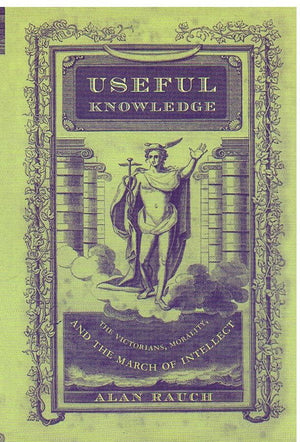 USEFUL
KNOWLEDGE
THE VICTORIANS, MORALITY,
AND THE MARCH OF INTELLECT
ALAN RAUCH